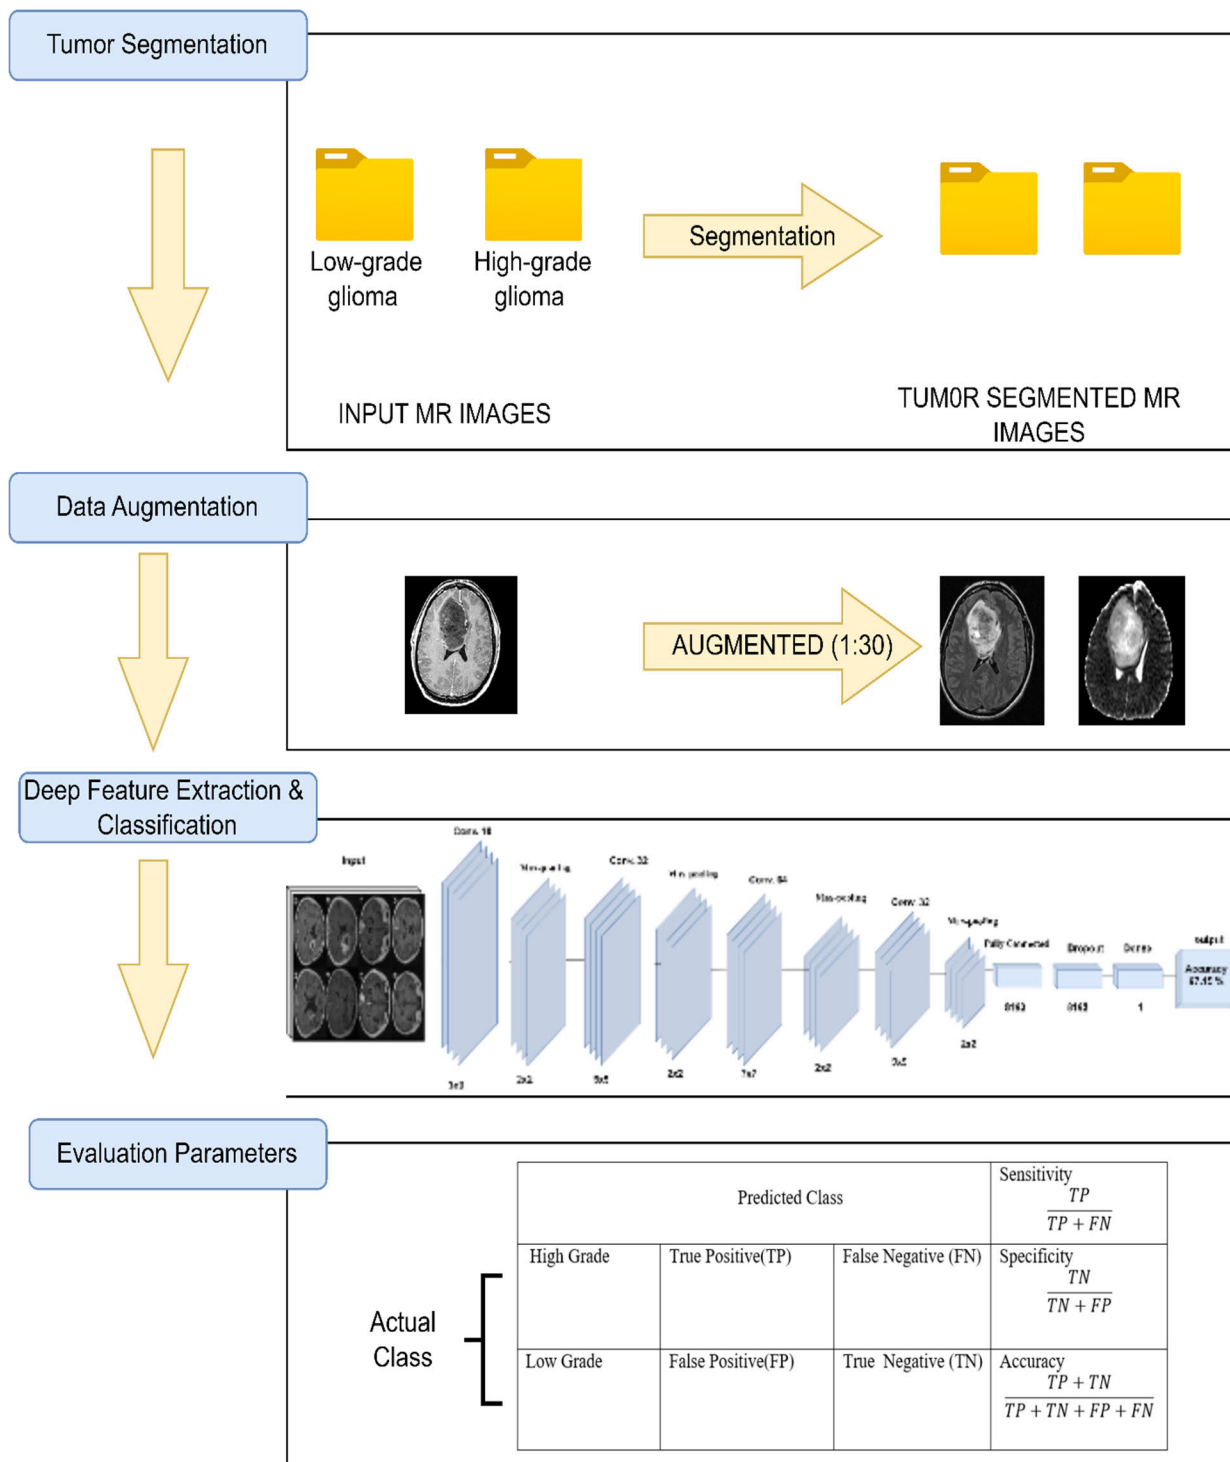 Tumor Segmentation
Low-grade
glioma
High-grade
glioma
Segmentation
INPUT MR IMAGES
TUM0R SEGMENTED MR
IMAGES
Data Augmentation
AUGMENTED (1:30)
Deep Feature Extraction &
Classification
Input
Conv. 16
Max-pooling
Conv. 32
Max-pooling
Conv. 64
Max-pooling
Conv. 32
Max-pooling
Fully Connected
Dropout
Dense
output
Accuracy
3x3
2x2
5x5
2x2
7x7
2x2
2x2
1
Evaluation Parameters
Predicted Class
Sensitivity
TP
TP + FN
Actual
Class
High Grade
True Positive(TP)
False Negative (FN)
Specificity
TN
TN + FP
Low Grade
False Positive(FP)
True Negative (TN)
Accuracy
TP + TN
TP + TN + FP + FN